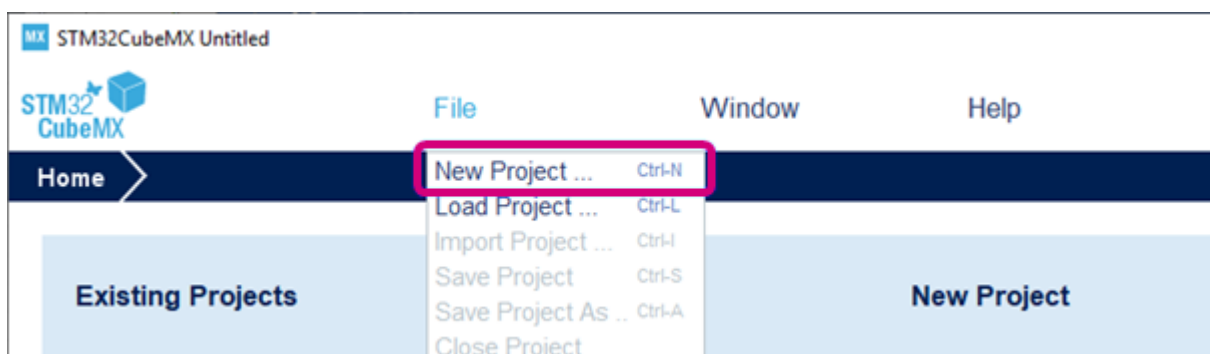 MX STM32CubeMX Untitled
STM32
CubeMX
File Window Help
Home
New Project ... Ctrl-N
Load Project ... Ctrl-L
Import Project ... Ctrl-I
Save Project Ctrl-S
Save Project As .. Ctrl-A
Close Project
Existing Projects
New Project